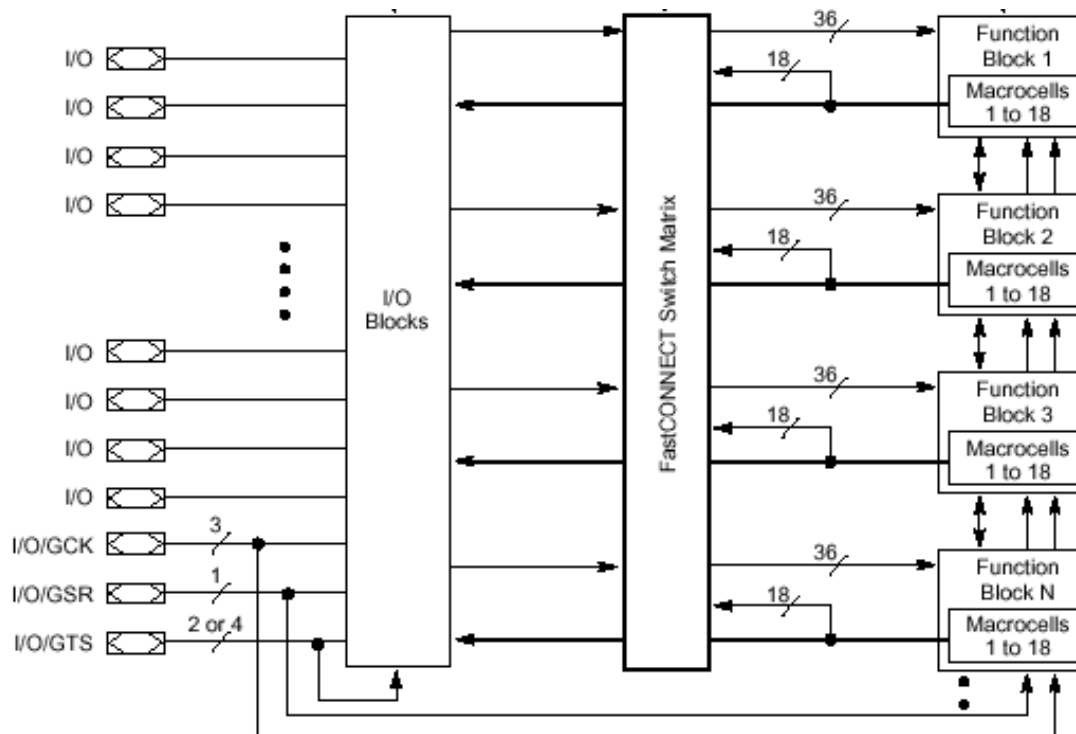 I/O
I/O
I/O
I/O
I/O
I/O
I/O
I/O
I/O/GCK
3
I/O/GSR
1
I/O/GTS
2 or 4
I/O
Blocks
FastCONNECT Switch Matrix
36
18
Function
Block 1
Macrocells
1 to 18
36
18
Function
Block 2
Macrocells
1 to 18
36
18
Function
Block 3
Macrocells
1 to 18
36
18
Function
Block N
Macrocells
1 to 18